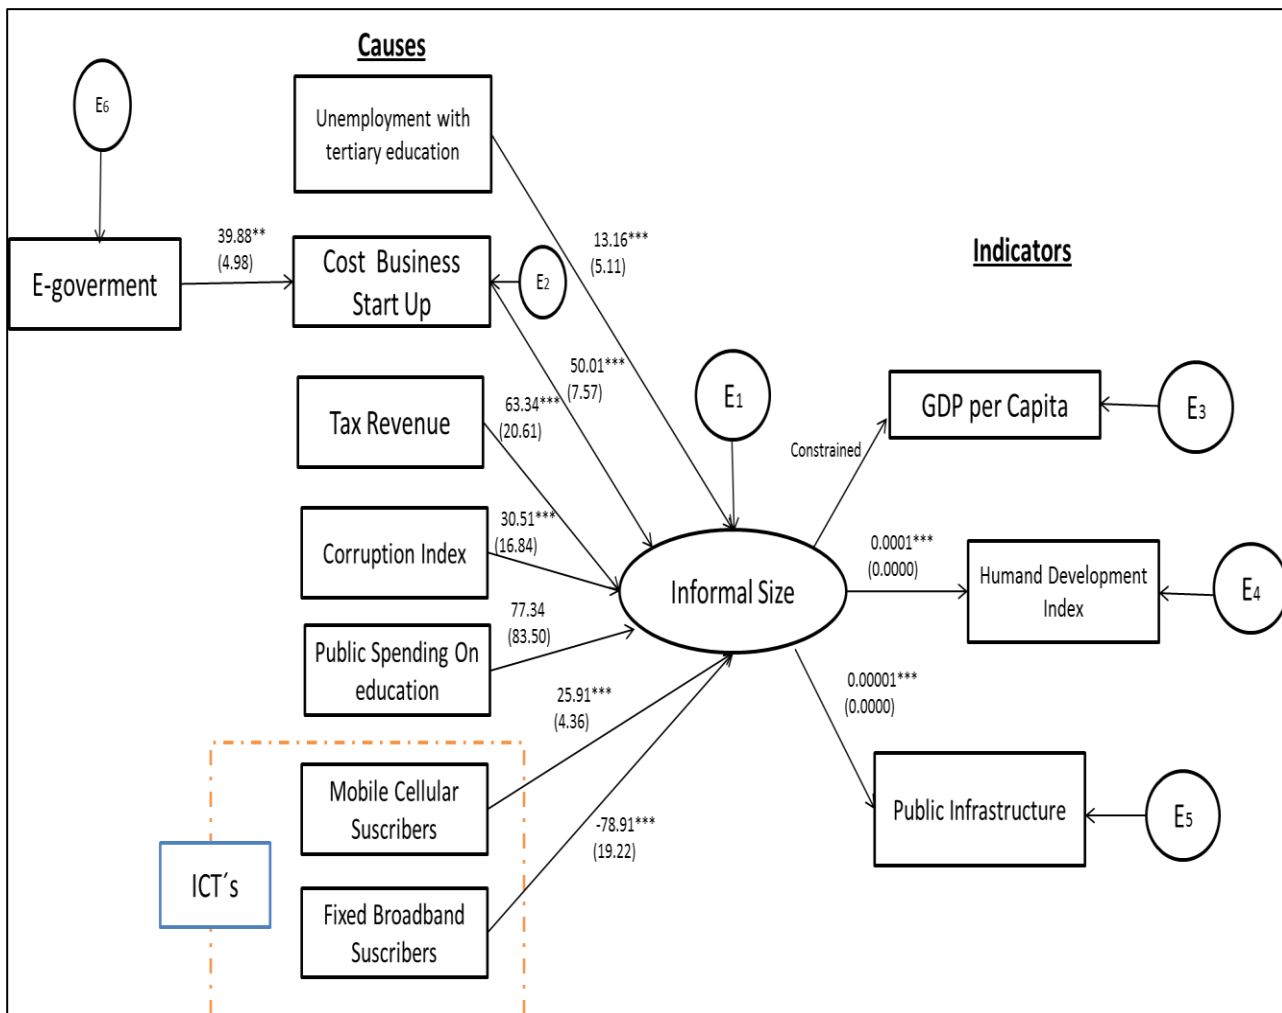 Causes
E6
Unemployment with
tertiary education
39.88**
(4.98)
E-goverment
Cost Business
Start Up
E2
13.16***
(5.11)
Indicators
50.01***
(7.57)
Tax Revenue
63.34***
(20.61)
E1
GDP per Capita
E3
Constrained
Corruption Index
30.51***
(16.84)
Informal Size
0.0001***
(0.0000)
Humand Development
Index
E4
Public Spending On
education
77.34
(83.50)
25.91***
(4.36)
0.00001***
(0.0000)
Mobile Cellular
Suscribers
-78.91***
(19.22)
Public Infrastructure
E5
ICT´s
Fixed Broadband
Suscribers